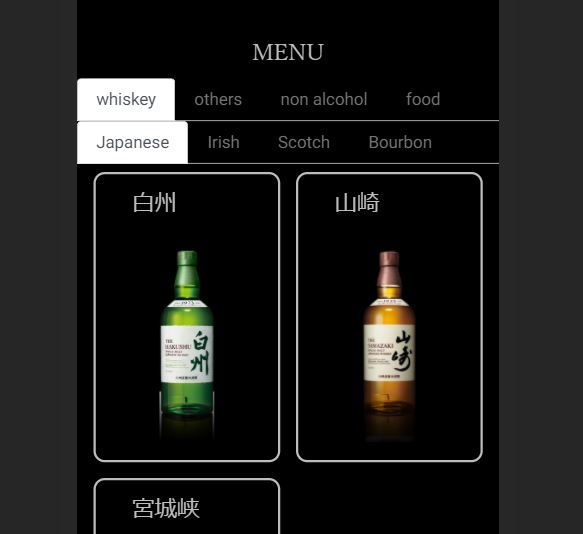 MENU
whiskey others non alcohol food
Japanese Irish Scotch Bourbon
白州 山崎
THE
HAKUSHU
白州
THE
YAMAZAKI
山崎
宮城峡